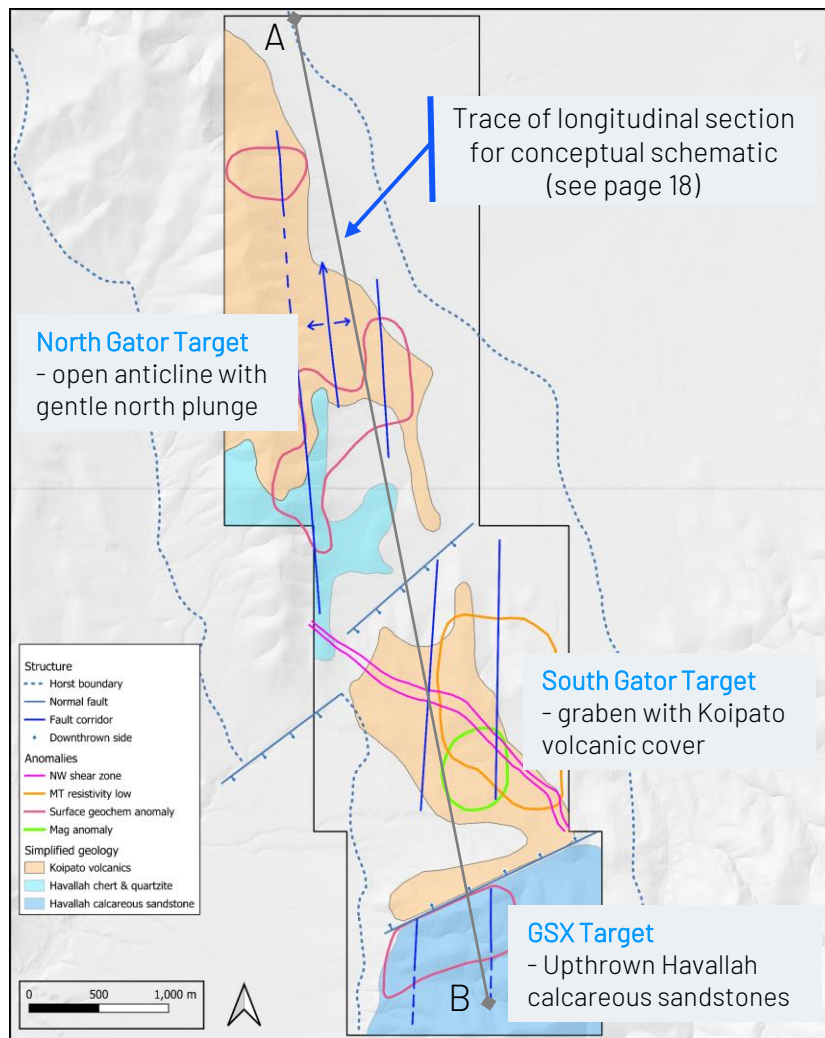 A
Trace of longitudinal section
for conceptual schematic
(see page 18)
North Gator Target
- open anticline with
gentle north plunge
South Gator Target
- graben with Koipato
volcanic cover
GSX Target
- Upthrown Havallah
calcareous sandstones
B
Structure
Horst boundary
Normal fault
Fault corridor
Downthrown side
Anomalies
NW shear zone
MT resistivity low
Surface geochem anomaly
Mag anomaly
Simplified geology
Koipato volcanics
Havallah chert & quartzite
Havallah calcareous sandstone
0 500 1,000 m